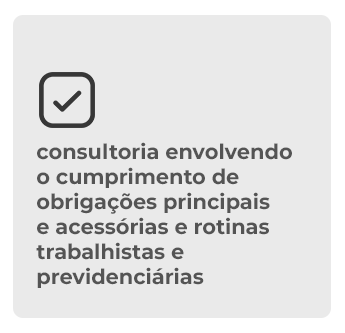 consultoria envolvendo
o cumprimento de
obrigações principais
e acessórias e rotinas
trabalhistas e
previdenciárias